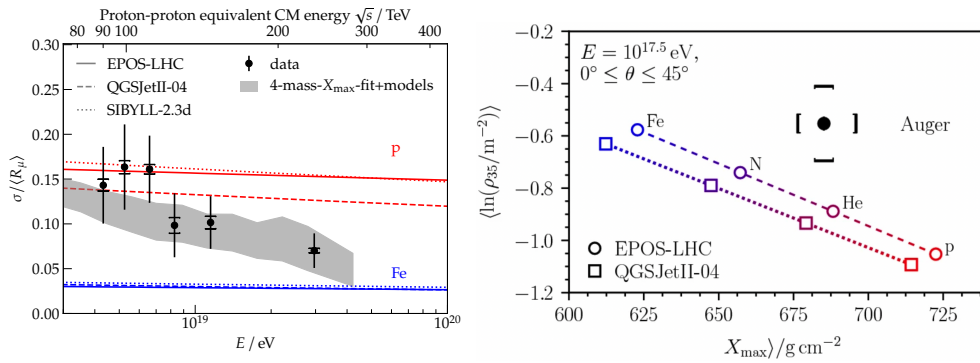 Proton-proton equivalent CM energy √s / TeV
80 90 100 200 300 400
0.30
0.25
0.20
0.15
0.10
0.05
0.00
σ/⟨R_μ⟩
EPOS-LHC
QGSJetII-04
SIBYLL-2.3d
data
4-mass-X_max-fit+models
p
Fe
10^19 10^20
E / eV
−0.2
−0.4
−0.6
−0.8
−1.0
−1.2
⟨ln(ρ_35/m^−2)⟩
E = 10^17.5 eV,
0° ≤ θ ≤ 45°
Auger
Fe
N
He
p
EPOS-LHC
QGSJetII-04
600 625 650 675 700 725
X_max⟩/g cm^−2